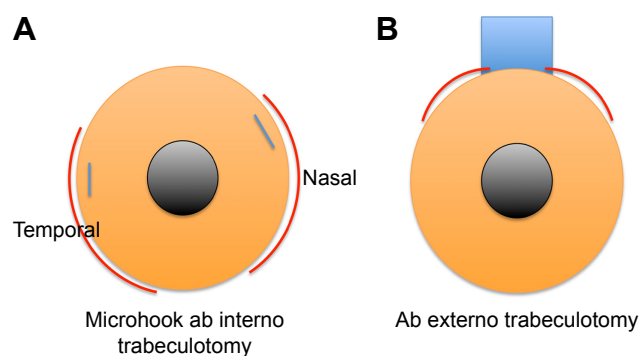 A
B
Nasal
Temporal
Microhook ab interno
trabeculotomy
Ab externo trabeculotomy